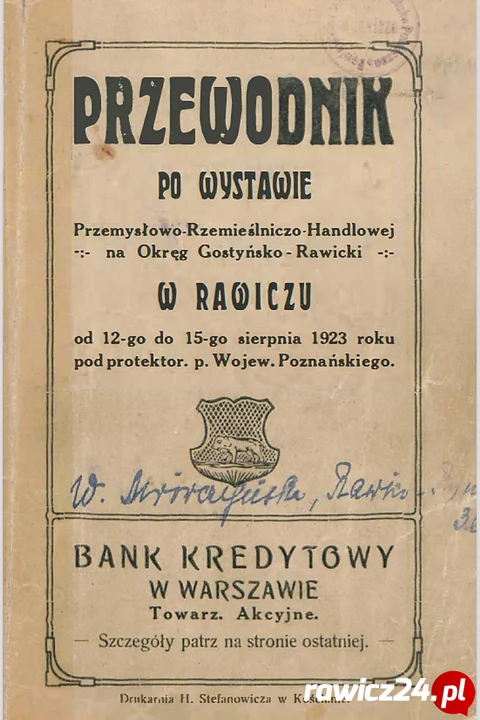 PRZEWODNIK
PO WYSTAWIE
Przemysłowo-Rzemieślniczo-Handlowej
-:- na Okręg Gostyńsko-Rawicki -:-
W RAWICZU
od 12-go do 15-go sierpnia 1923 roku
pod protektor. p. Wojew. Poznańskiego.
W.
BANK KREDYTOWY
W WARSZAWIE
Towarz. Akcyjne.
— Szczegóły patrz na stronie ostatniej. —
Drukarnia H. Stefanowicza w
rawicz24.pl